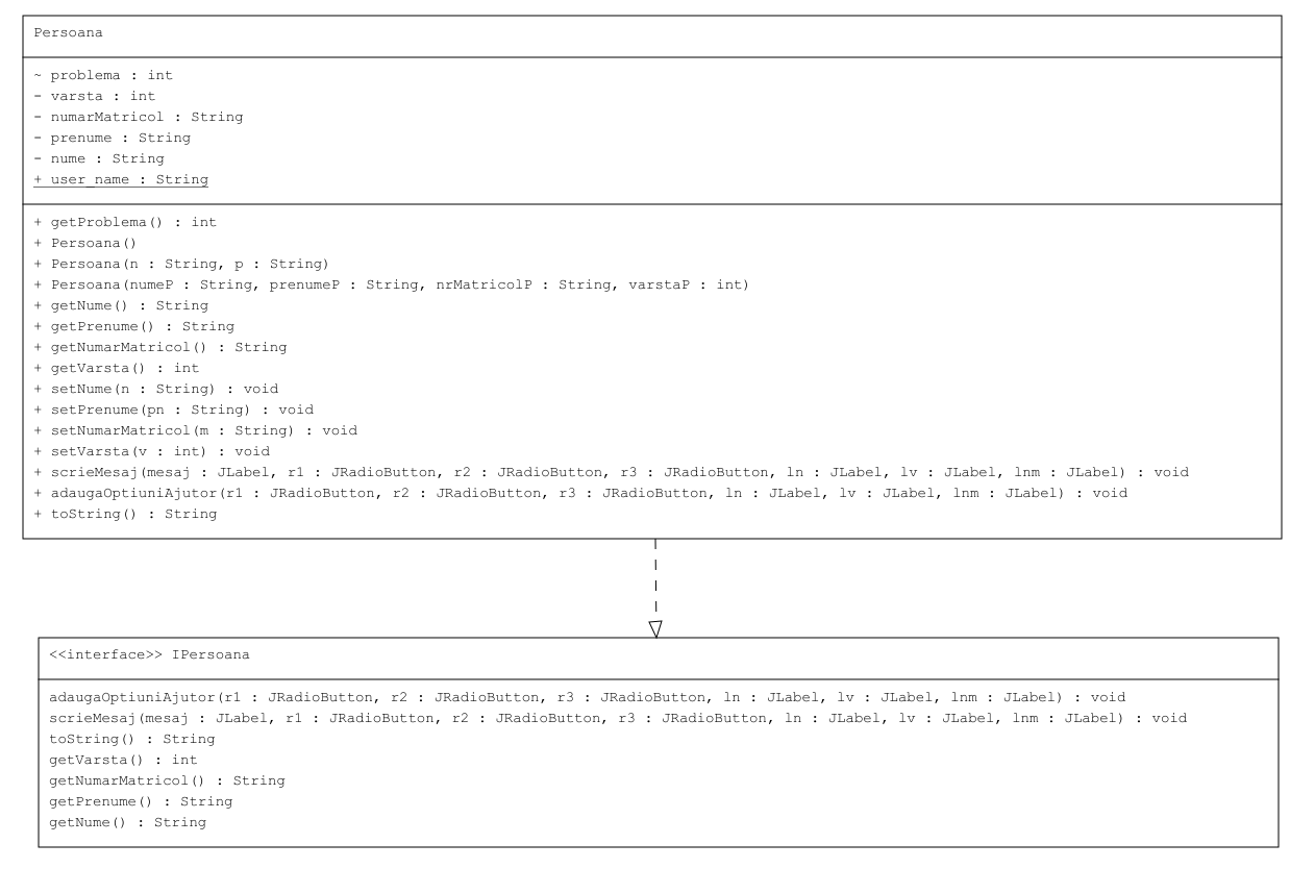 Persoana
~ problema : int
- varsta : int
- numarMatricol : String
- prenume : String
- nume : String
+ user_name : String
+ getProblema() : int
+ Persoana()
+ Persoana(n : String, p : String)
+ Persoana(numeP : String, prenumeP : String, nrMatricolP : String, varstaP : int)
+ getNume() : String
+ getPrenume() : String
+ getNumarMatricol() : String
+ getVarsta() : int
+ setNume(n : String) : void
+ setPrenume(pn : String) : void
+ setNumarMatricol(m : String) : void
+ setVarsta(v : int) : void
+ scrieMesaj(mesaj : JLabel, r1 : JRadioButton, r2 : JRadioButton, r3 : JRadioButton, ln : JLabel, lv : JLabel, lnm : JLabel) : void
+ adaugaOptiuniAjutor(r1 : JRadioButton, r2 : JRadioButton, r3 : JRadioButton, ln : JLabel, lv : JLabel, lnm : JLabel) : void
+ toString() : String
<<interface>> IPersoana
adaugaOptiuniAjutor(r1 : JRadioButton, r2 : JRadioButton, r3 : JRadioButton, ln : JLabel, lv : JLabel, lnm : JLabel) : void
scrieMesaj(mesaj : JLabel, r1 : JRadioButton, r2 : JRadioButton, r3 : JRadioButton, ln : JLabel, lv : JLabel, lnm : JLabel) : void
toString() : String
getVarsta() : int
getNumarMatricol() : String
getPrenume() : String
getNume() : String